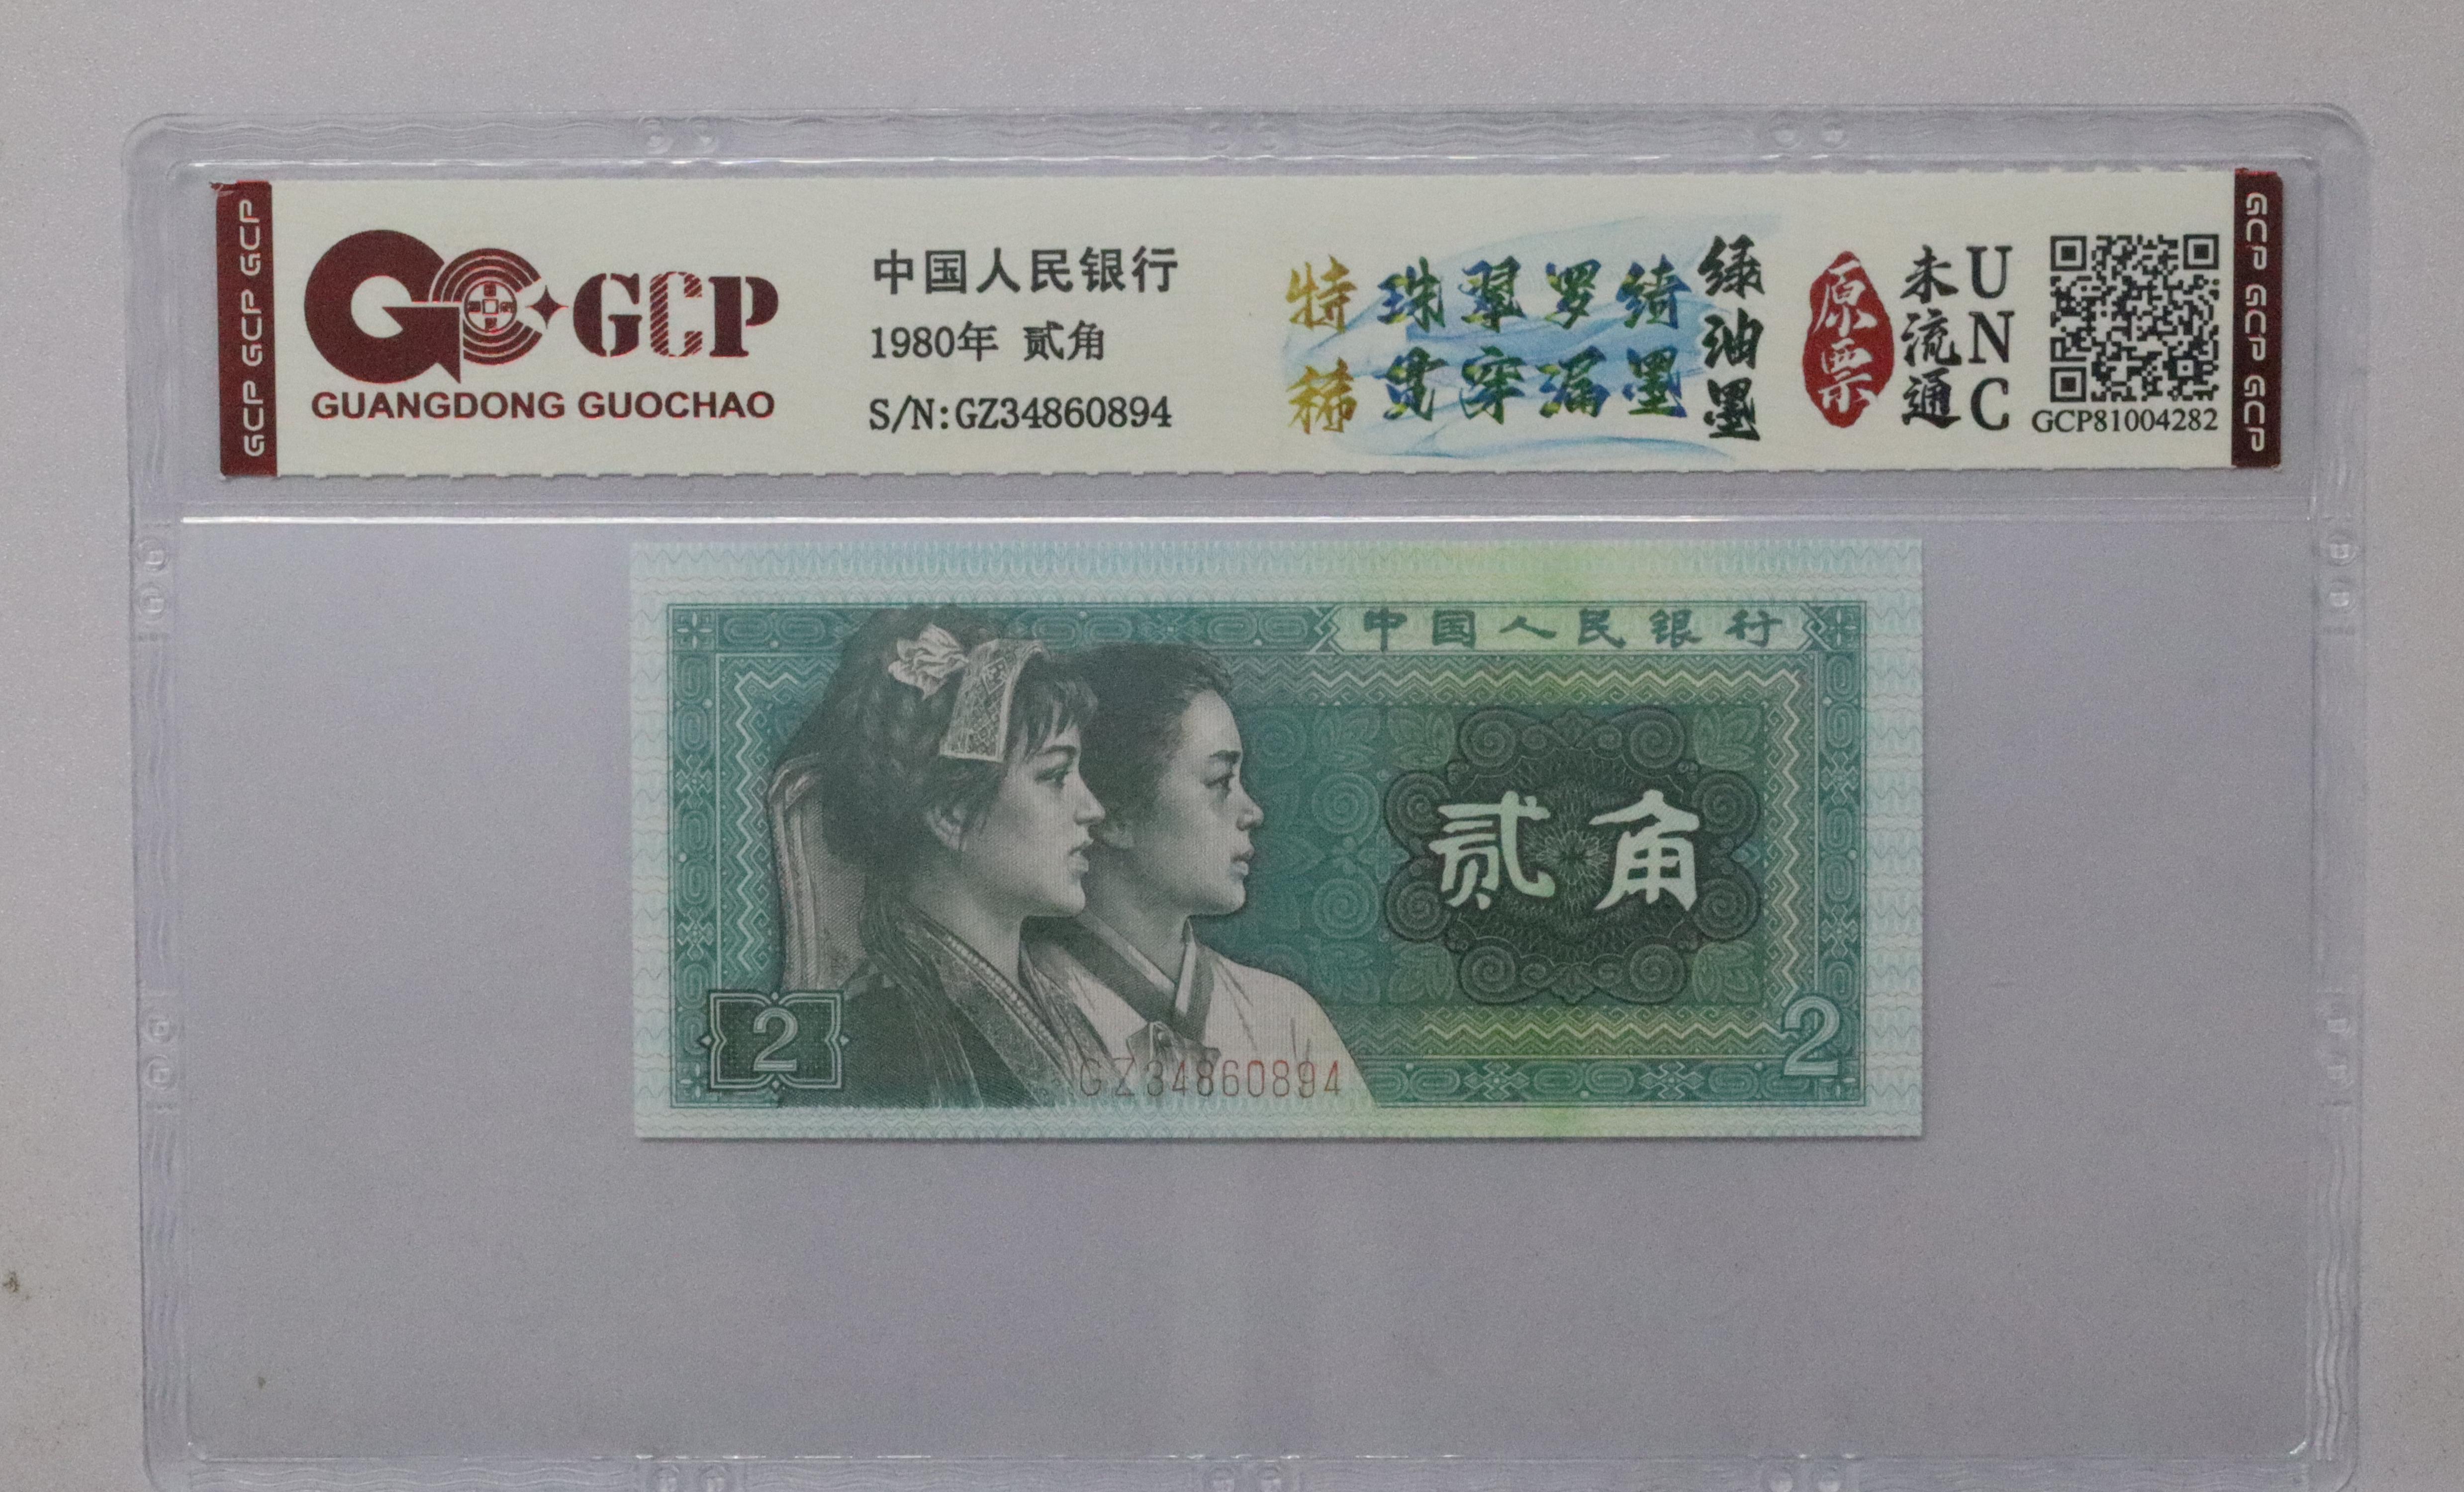 GCP GCP GCP
GCP
GUANGDONG GUOCHAO
中国人民银行
1980年 贰角
S/N:GZ34860894
特稀
珠翠罗绮
贯穿漏墨
绿油墨
原票
未流通
UNC
GCP81004282
GCP GCP GCP
中国人民银行
贰角
2
2
GZ34860894